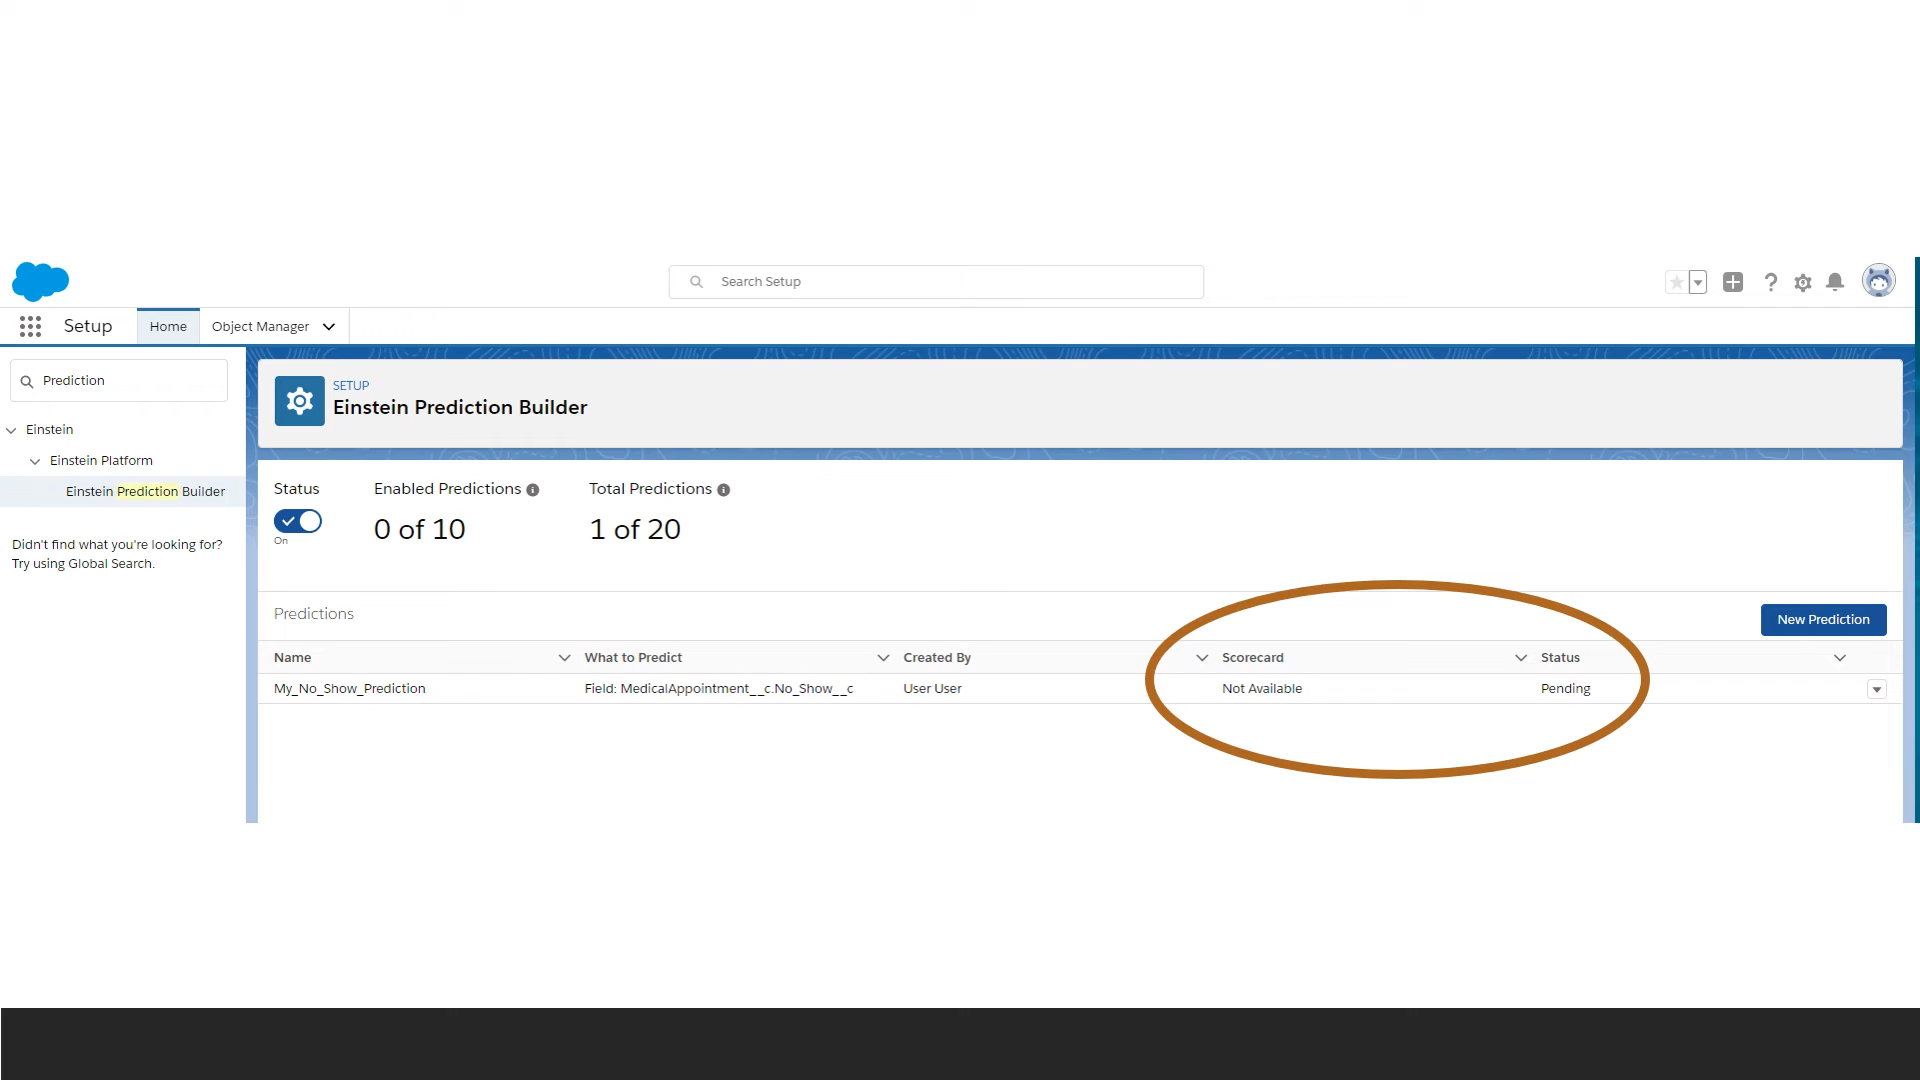 Search Setup
Setup
Home
Object Manager
Prediction
Einstein
Einstein Platform
Einstein Prediction Builder
Didn't find what you're looking for?
Try using Global Search.
SETUP
Einstein Prediction Builder
Status
On
Enabled Predictions
0 of 10
Total Predictions
1 of 20
Predictions
New Prediction
Name What to Predict Created By Scorecard Status
My_No_Show_Prediction Field: MedicalAppointment__c.No_Show__c User User Not Available Pending